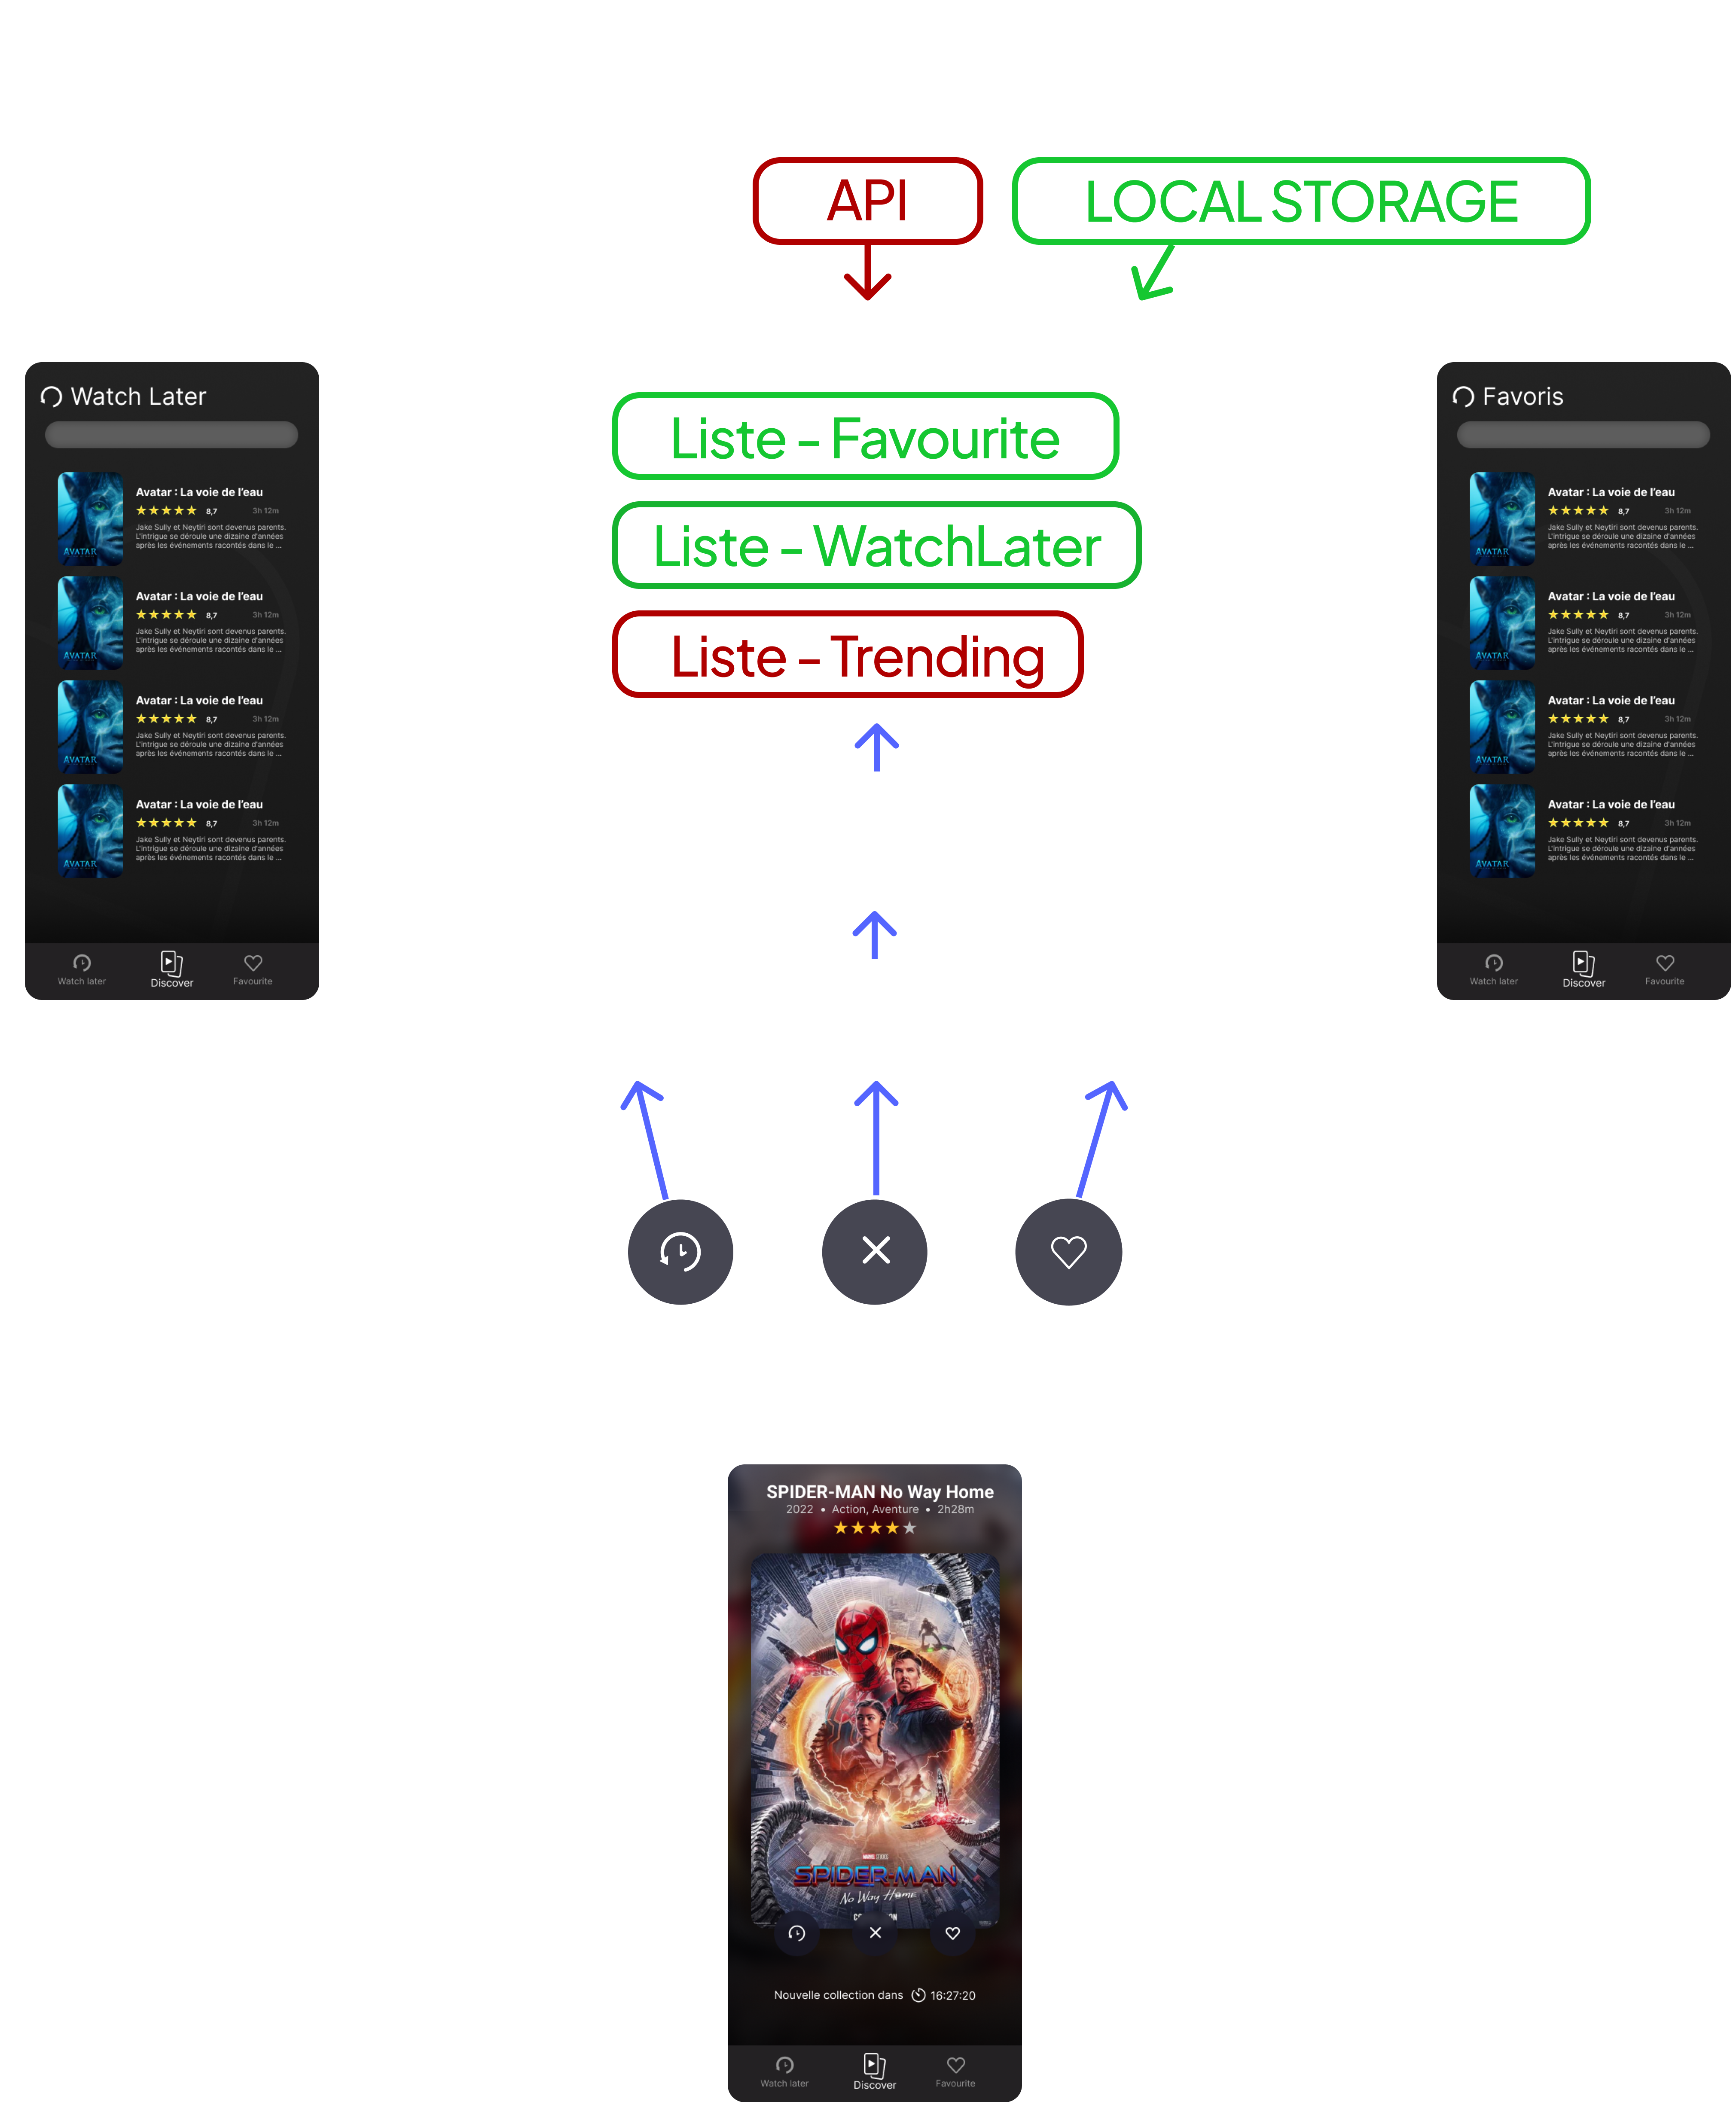 API
LOCAL STORAGE
Liste - Favourite
Liste - WatchLater
Liste - Trending
Watch Later
Avatar : La voie de l'eau
8,7
3h 12m
Jake Sully et Neytiri sont devenus parents.
L'intrigue se déroule une dizaine d'années
après les événements racontés dans le ...
AVATAR
Avatar : La voie de l'eau
8,7
3h 12m
Jake Sully et Neytiri sont devenus parents.
L'intrigue se déroule une dizaine d'années
après les événements racontés dans le ...
AVATAR
Avatar : La voie de l'eau
8,7
3h 12m
Jake Sully et Neytiri sont devenus parents.
L'intrigue se déroule une dizaine d'années
après les événements racontés dans le ...
AVATAR
Avatar : La voie de l'eau
8,7
3h 12m
Jake Sully et Neytiri sont devenus parents.
L'intrigue se déroule une dizaine d'années
après les événements racontés dans le ...
AVATAR
Watch later
Discover
Favourite
Favoris
Avatar : La voie de l'eau
8,7
3h 12m
Jake Sully et Neytiri sont devenus parents.
L'intrigue se déroule une dizaine d'années
après les événements racontés dans le ...
AVATAR
Avatar : La voie de l'eau
8,7
3h 12m
Jake Sully et Neytiri sont devenus parents.
L'intrigue se déroule une dizaine d'années
après les événements racontés dans le ...
AVATAR
Avatar : La voie de l'eau
8,7
3h 12m
Jake Sully et Neytiri sont devenus parents.
L'intrigue se déroule une dizaine d'années
après les événements racontés dans le ...
AVATAR
Avatar : La voie de l'eau
8,7
3h 12m
Jake Sully et Neytiri sont devenus parents.
L'intrigue se déroule une dizaine d'années
après les événements racontés dans le ...
AVATAR
Watch later
Discover
Favourite
SPIDER-MAN No Way Home
2022 • Action, Aventure • 2h28m
SPIDER-MAN
No Way Home
Nouvelle collection dans 16:27:20
Watch later
Discover
Favourite